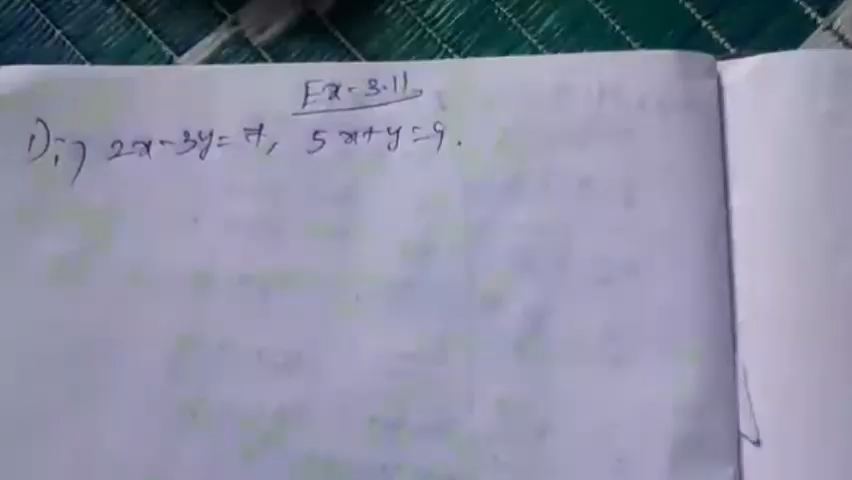 Ex-3.11
1) i) 2x-3y=7, 5x+y=9.